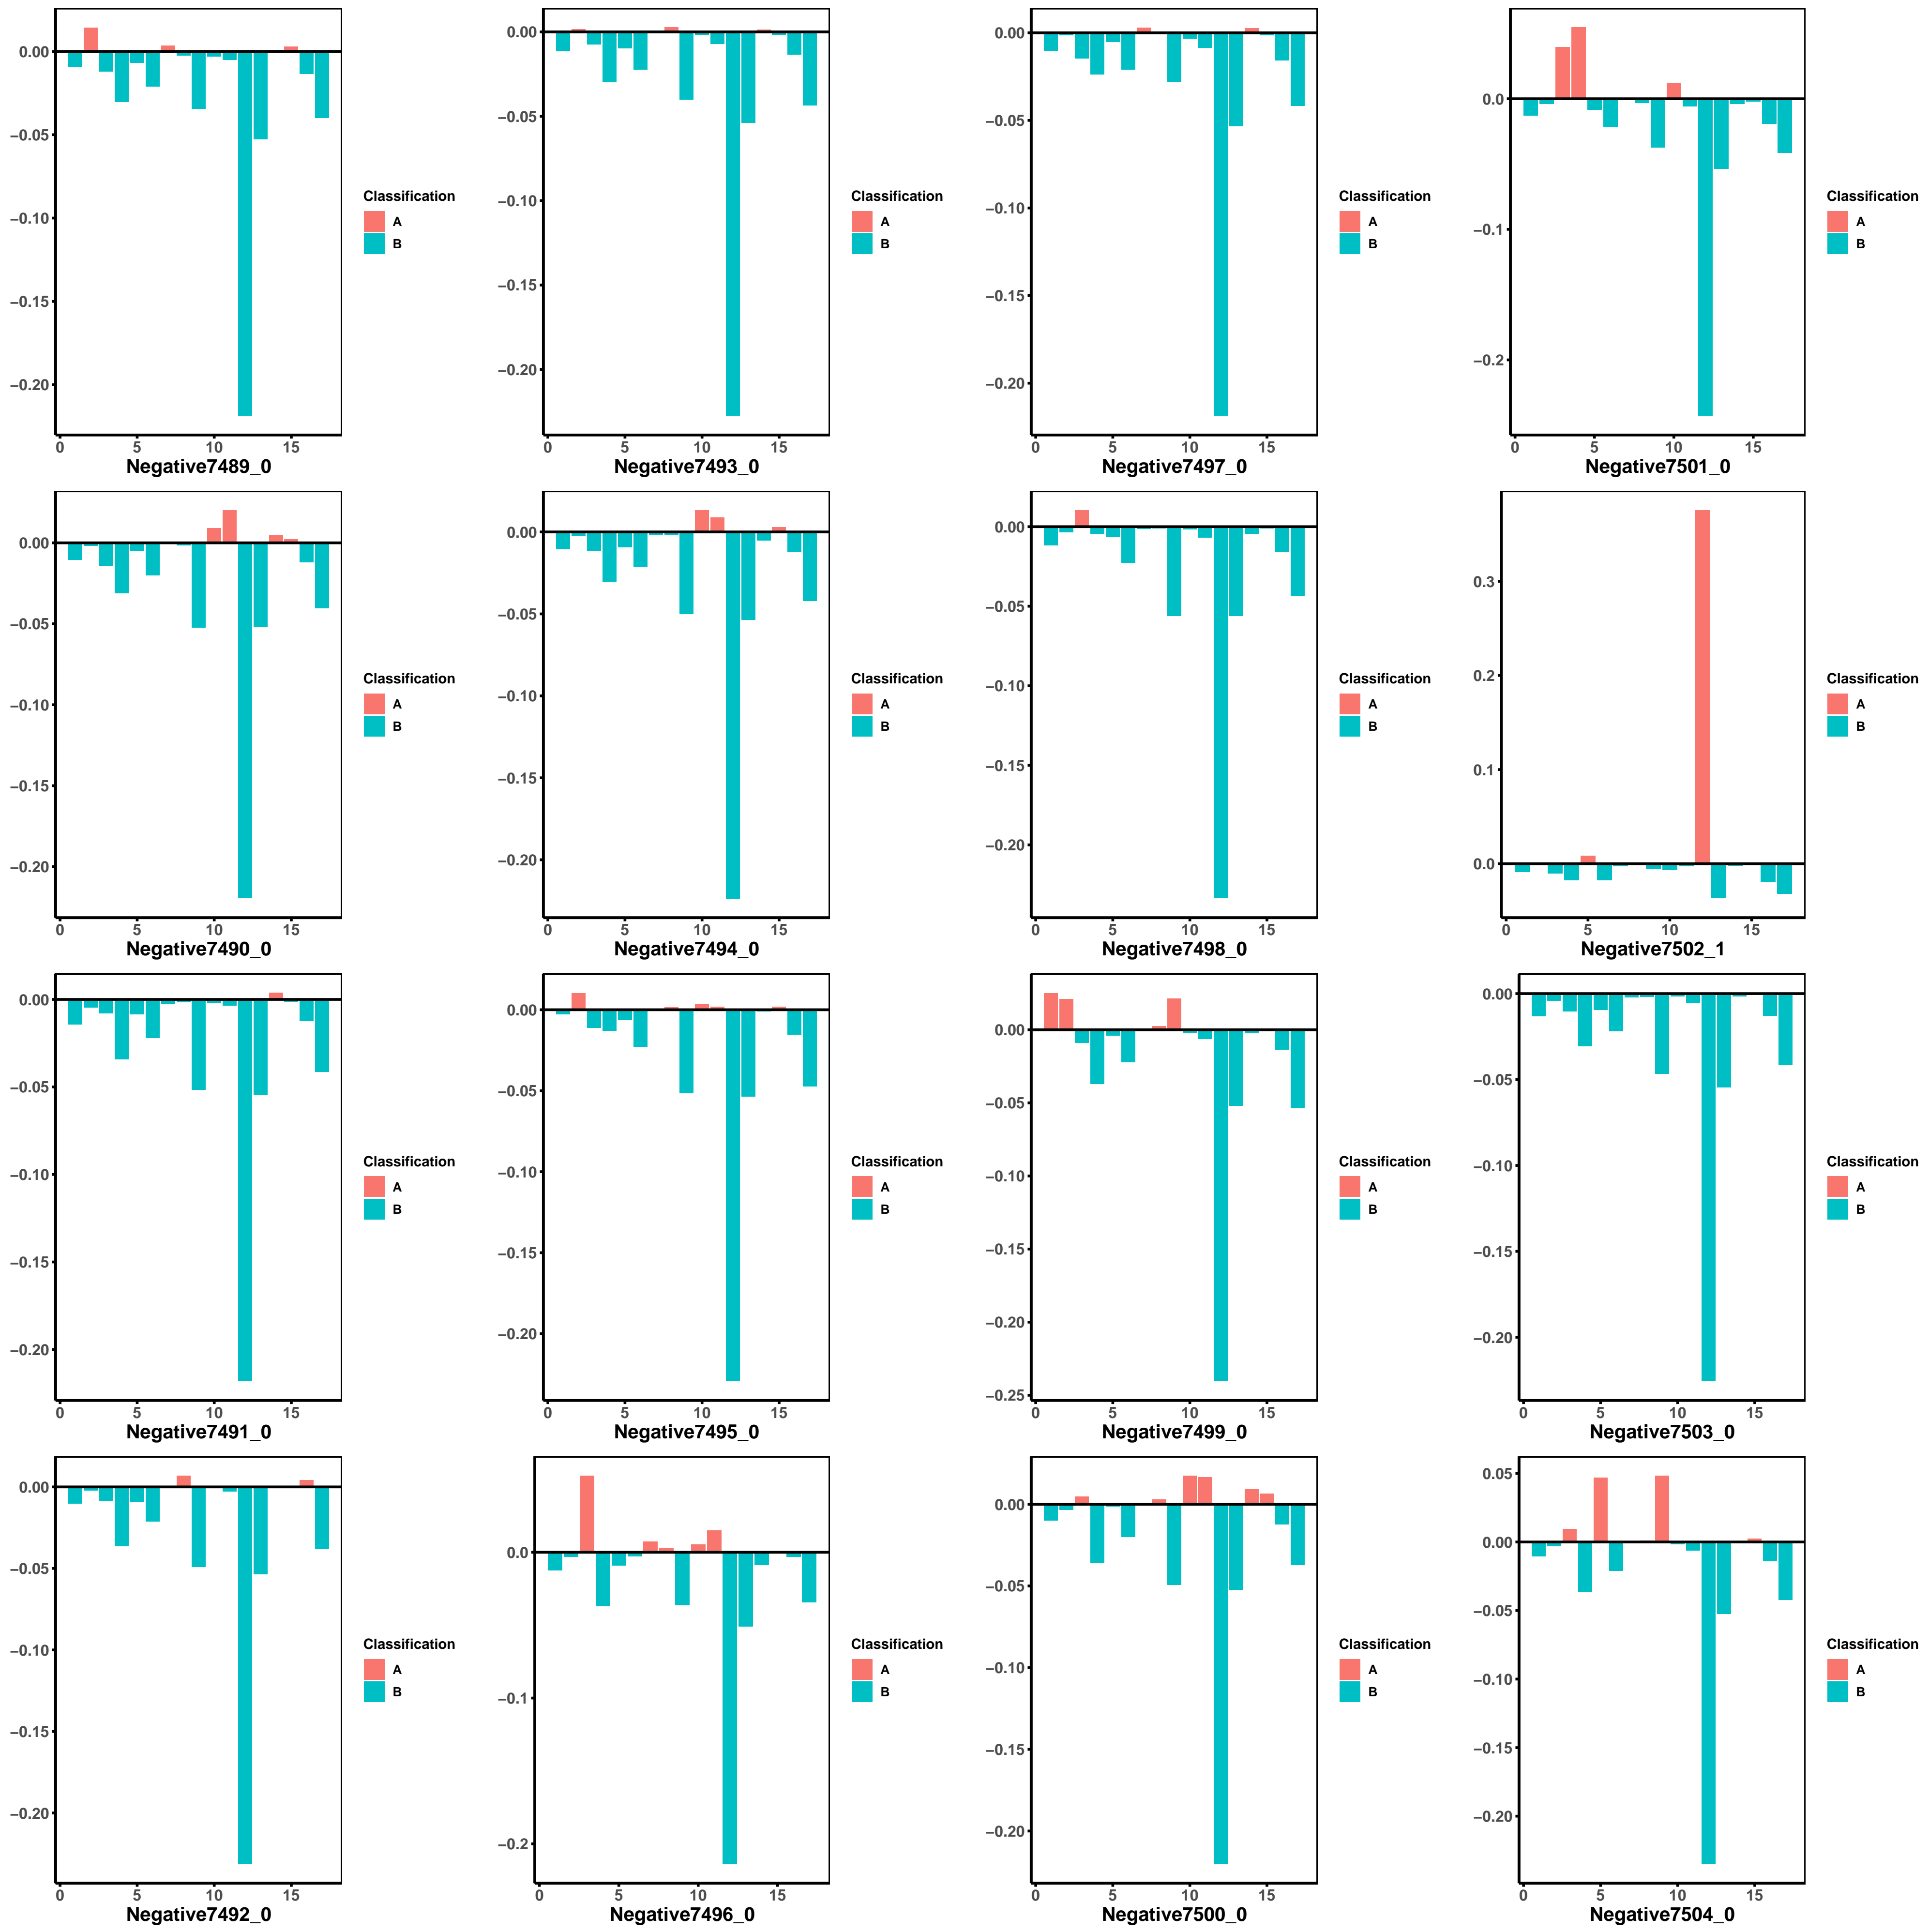 0.00
−0.05
−0.10
−0.15
−0.20
0 5 10 15
Negative7489_0
Classification
A
B
0.00
−0.05
−0.10
−0.15
−0.20
0 5 10 15
Negative7493_0
Classification
A
B
0.00
−0.05
−0.10
−0.15
−0.20
0 5 10 15
Negative7497_0
Classification
A
B
0.0
−0.1
−0.2
0 5 10 15
Negative7501_0
Classification
A
B
0.00
−0.05
−0.10
−0.15
−0.20
0 5 10 15
Negative7490_0
Classification
A
B
0.00
−0.05
−0.10
−0.15
−0.20
0 5 10 15
Negative7494_0
Classification
A
B
0.00
−0.05
−0.10
−0.15
−0.20
0 5 10 15
Negative7498_0
Classification
A
B
0.3
0.2
0.1
0.0
0 5 10 15
Negative7502_1
Classification
A
B
0.00
−0.05
−0.10
−0.15
−0.20
0 5 10 15
Negative7491_0
Classification
A
B
0.00
−0.05
−0.10
−0.15
−0.20
0 5 10 15
Negative7495_0
Classification
A
B
0.00
−0.05
−0.10
−0.15
−0.20
−0.25
0 5 10 15
Negative7499_0
Classification
A
B
0.00
−0.05
−0.10
−0.15
−0.20
0 5 10 15
Negative7503_0
Classification
A
B
0.00
−0.05
−0.10
−0.15
−0.20
0 5 10 15
Negative7492_0
Classification
A
B
0.0
−0.1
−0.2
0 5 10 15
Negative7496_0
Classification
A
B
0.00
−0.05
−0.10
−0.15
−0.20
0 5 10 15
Negative7500_0
Classification
A
B
0.05
0.00
−0.05
−0.10
−0.15
−0.20
0 5 10 15
Negative7504_0
Classification
A
B